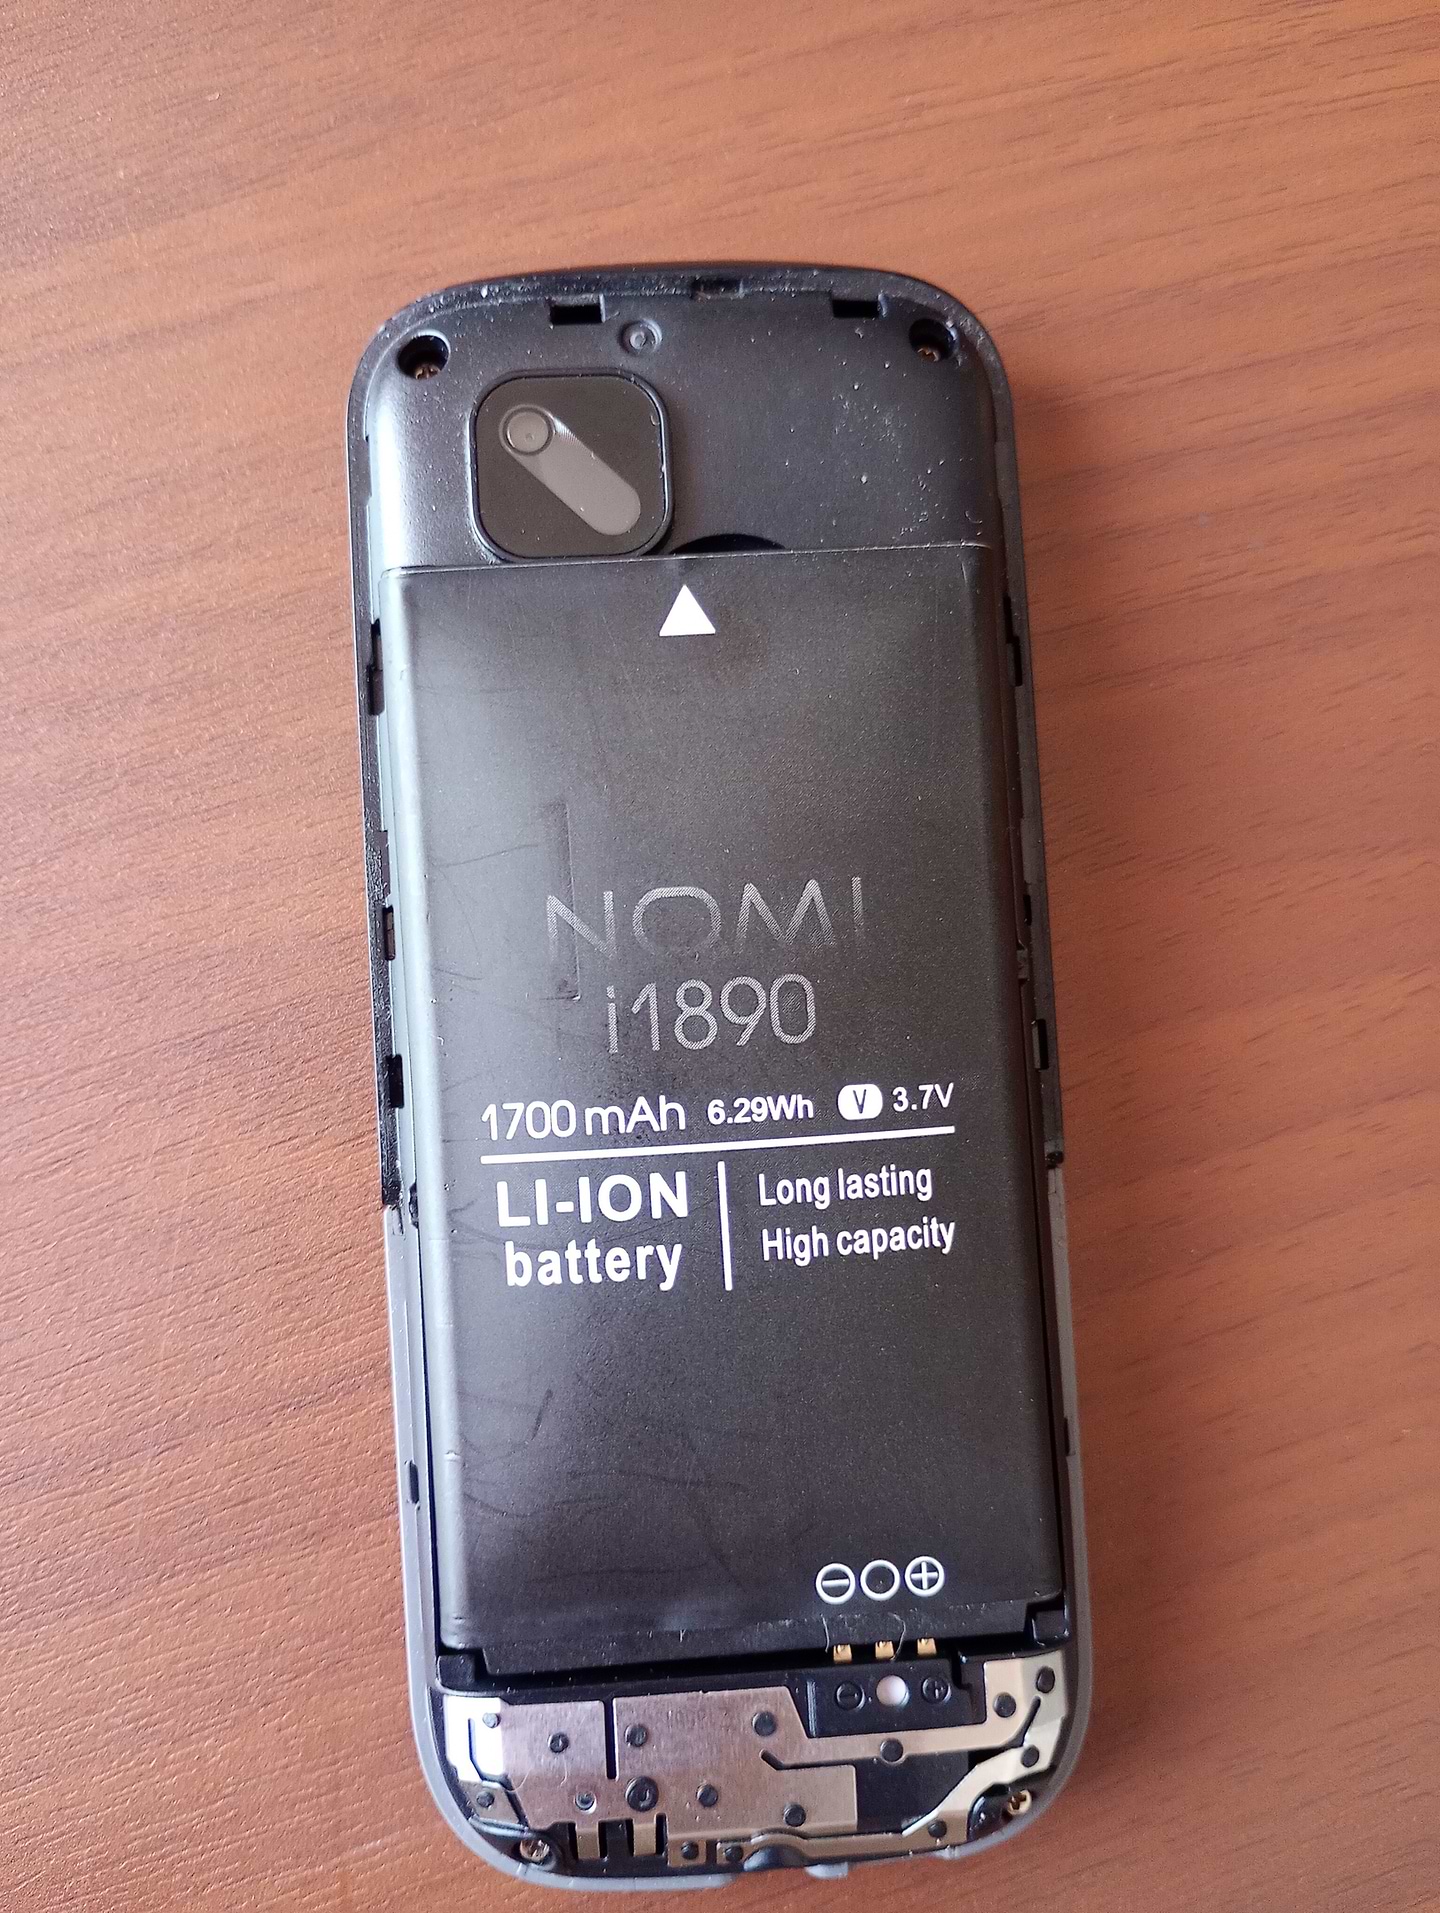 NOMI
i1890
1700 mAh 6.29Wh V 3.7V
LI-ION
battery
Long lasting
High capacity